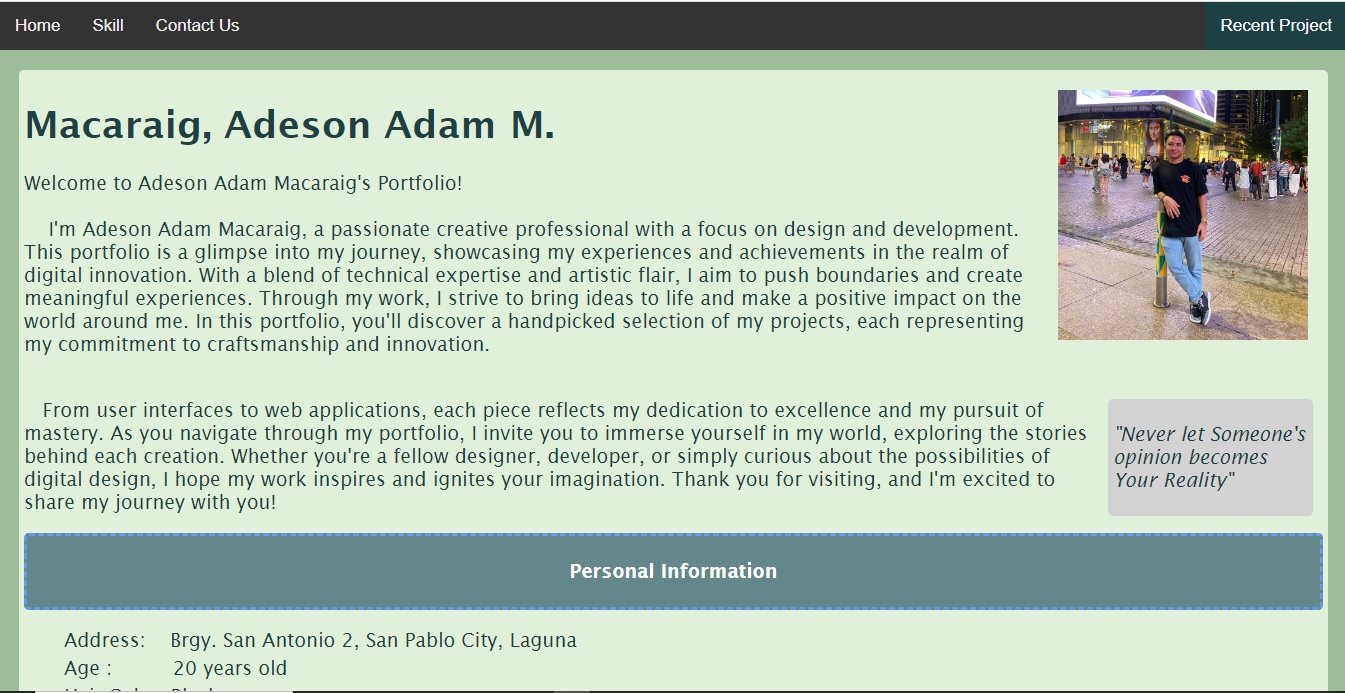 Home Skill Contact Us Recent Project
Macaraig, Adeson Adam M.
Welcome to Adeson Adam Macaraig's Portfolio!
I'm Adeson Adam Macaraig, a passionate creative professional with a focus on design and development.
This portfolio is a glimpse into my journey, showcasing my experiences and achievements in the realm of
digital innovation. With a blend of technical expertise and artistic flair, I aim to push boundaries and create
meaningful experiences. Through my work, I strive to bring ideas to life and make a positive impact on the
world around me. In this portfolio, you'll discover a handpicked selection of my projects, each representing
my commitment to craftsmanship and innovation.
From user interfaces to web applications, each piece reflects my dedication to excellence and my pursuit of
mastery. As you navigate through my portfolio, I invite you to immerse yourself in my world, exploring the stories
behind each creation. Whether you're a fellow designer, developer, or simply curious about the possibilities of
digital design, I hope my work inspires and ignites your imagination. Thank you for visiting, and I'm excited to
share my journey with you!
"Never let Someone's
opinion becomes
Your Reality"
Personal Information
Address: Brgy. San Antonio 2, San Pablo City, Laguna
Age : 20 years old